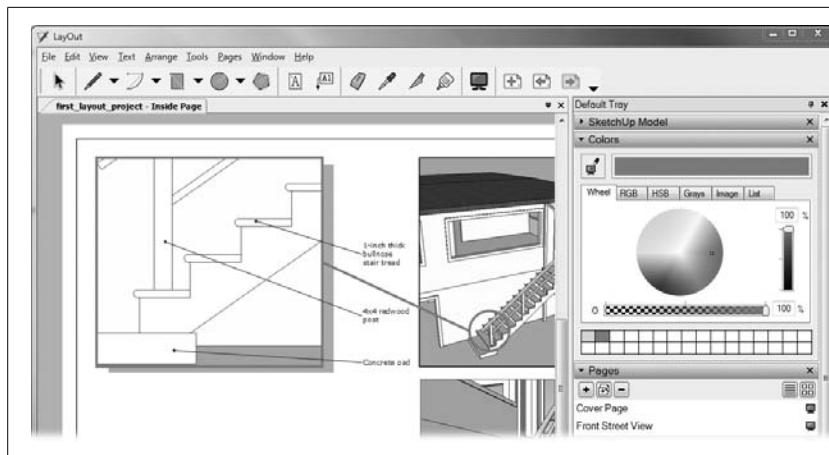 LayOut
File Edit View Text Arrange Tools Pages Window Help
A A1
first_layout_project - Inside Page
Default Tray
SketchUp Model
Colors
Wheel RGB HSB Grays Image List
100 %
O 100 %
1-inch thick
bullnose
stair tread
4x4 redwood
post
Concrete pad
Pages
Cover Page
Front Street View